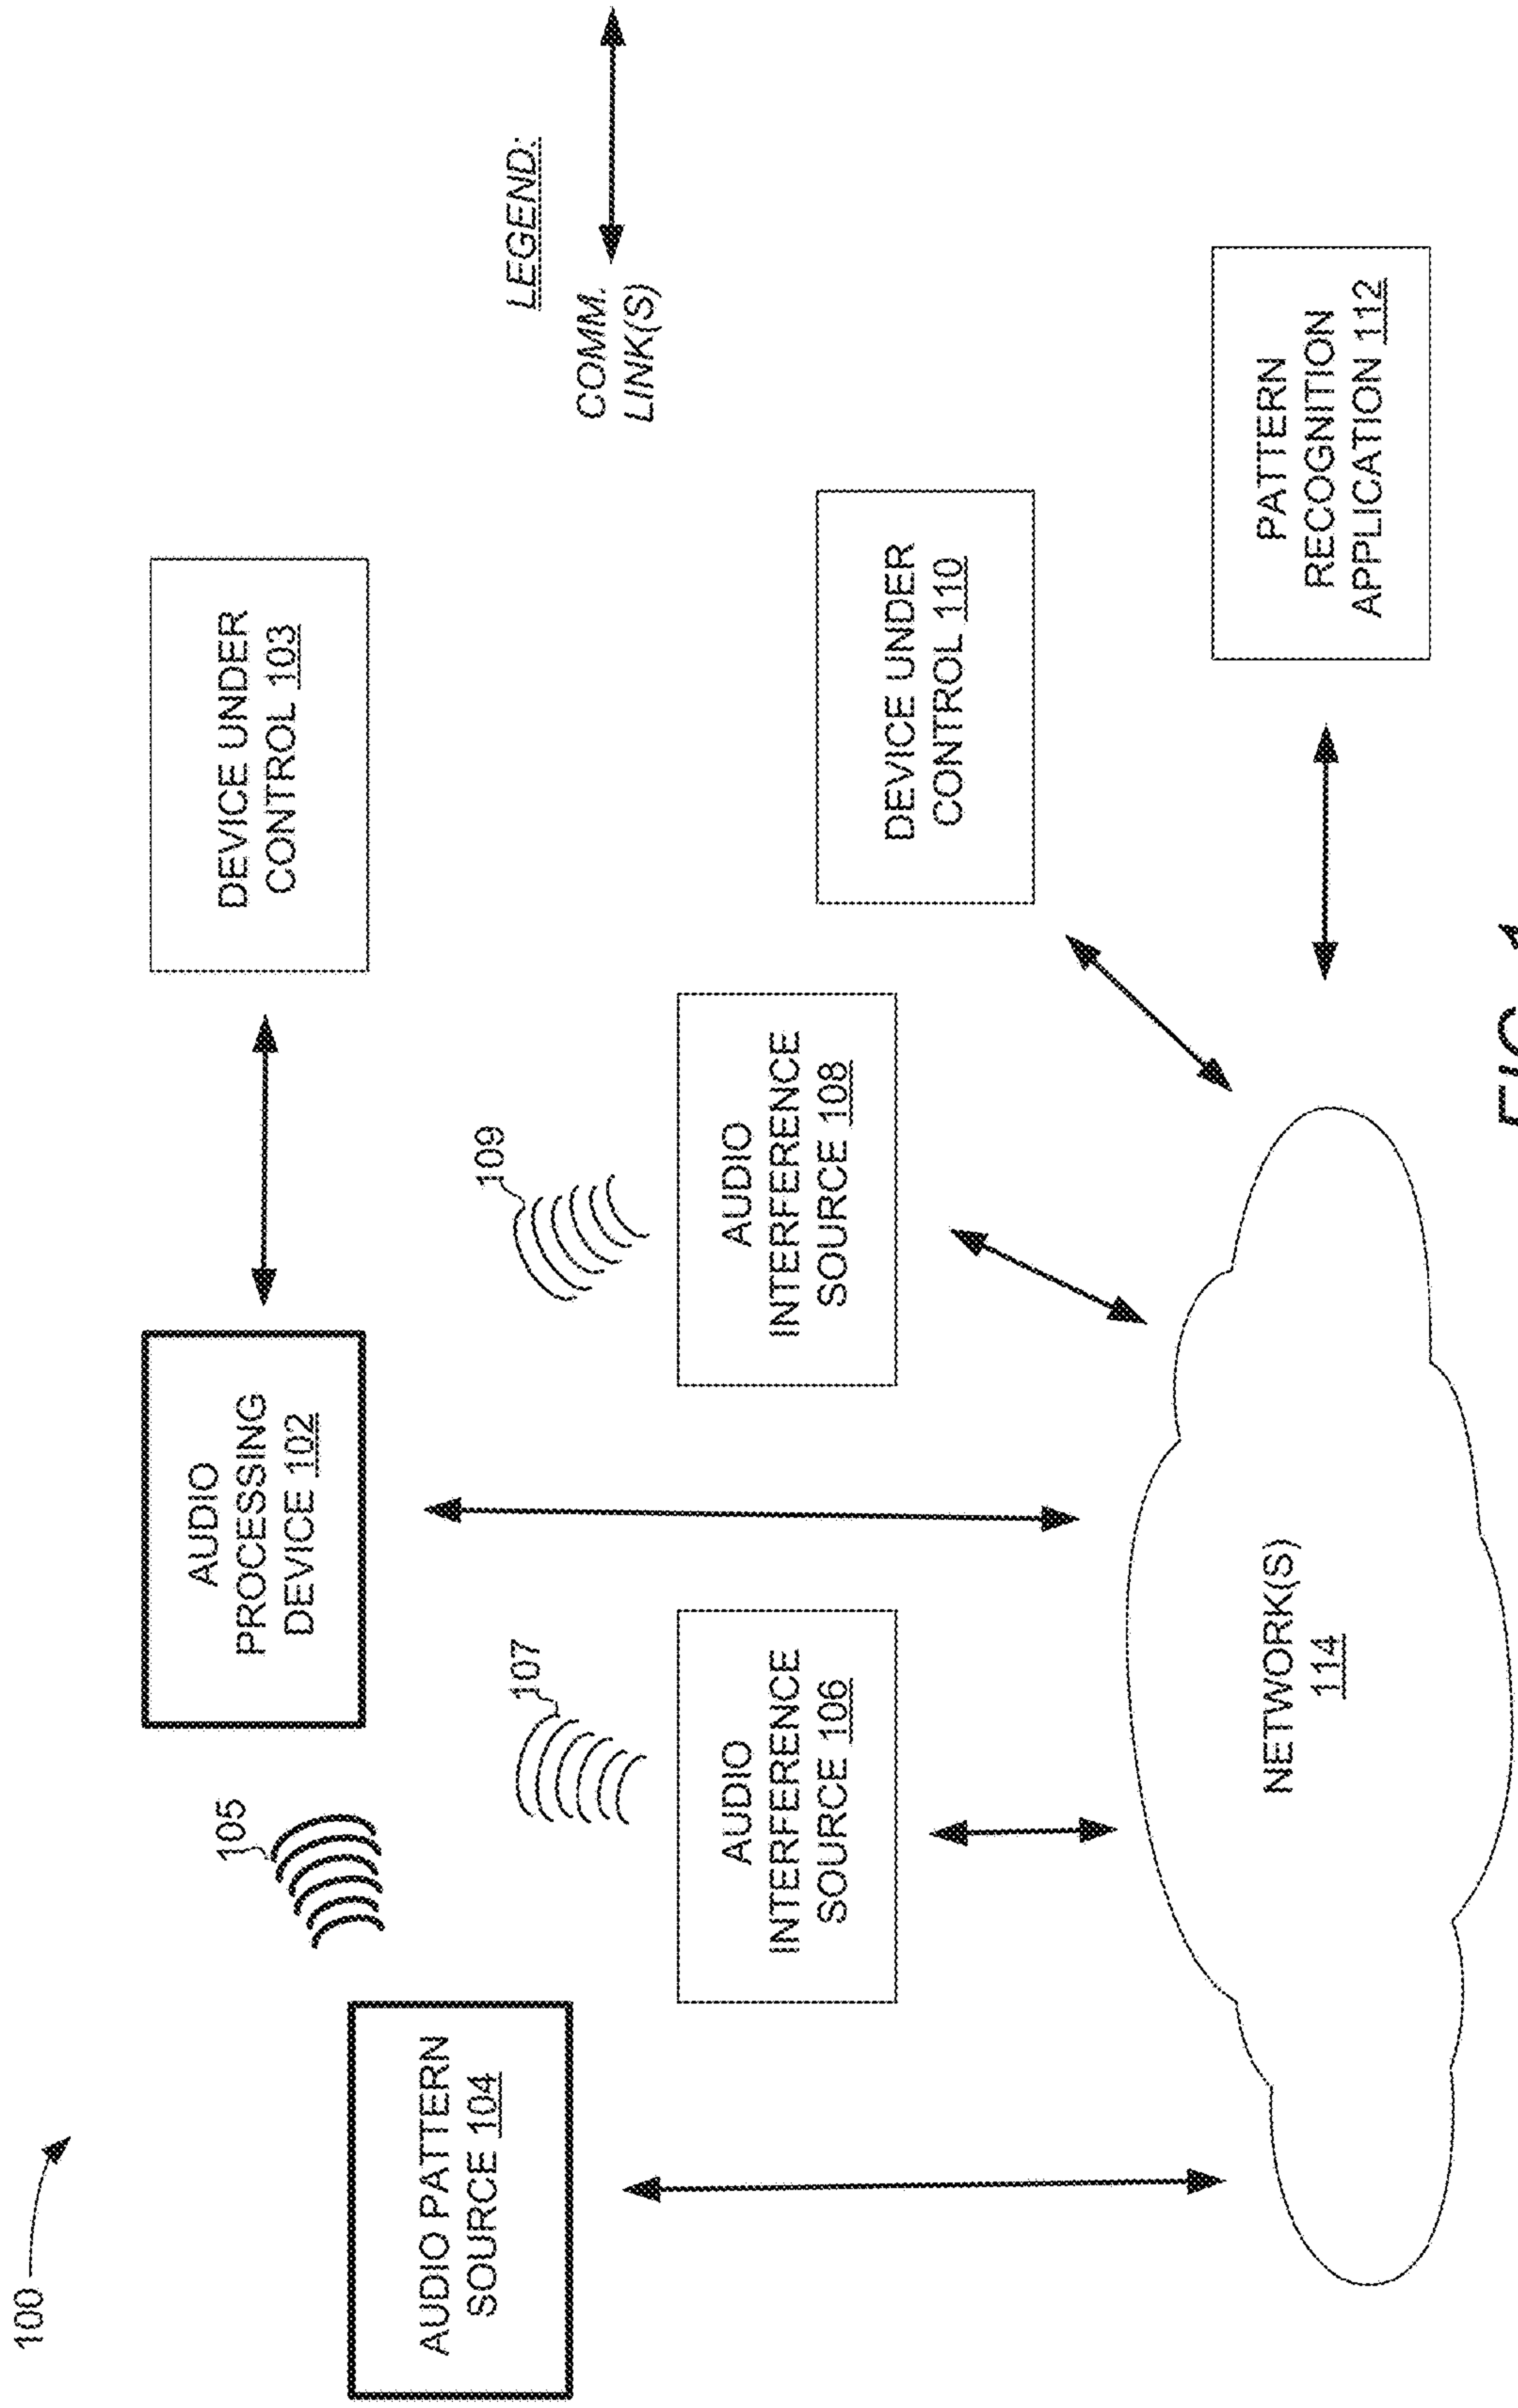 100
AUDIO
PROCESSING
DEVICE 102
DEVICE UNDER
CONTROL 103
105
AUDIO PATTERN
SOURCE 104
107
109
LEGEND:
COMM.
LINK(S)
AUDIO
INTERFERENCE
SOURCE 106
AUDIO
INTERFERENCE
SOURCE 108
DEVICE UNDER
CONTROL 110
NETWORK(S)
114
PATTERN
RECOGNITION
APPLICATION 112